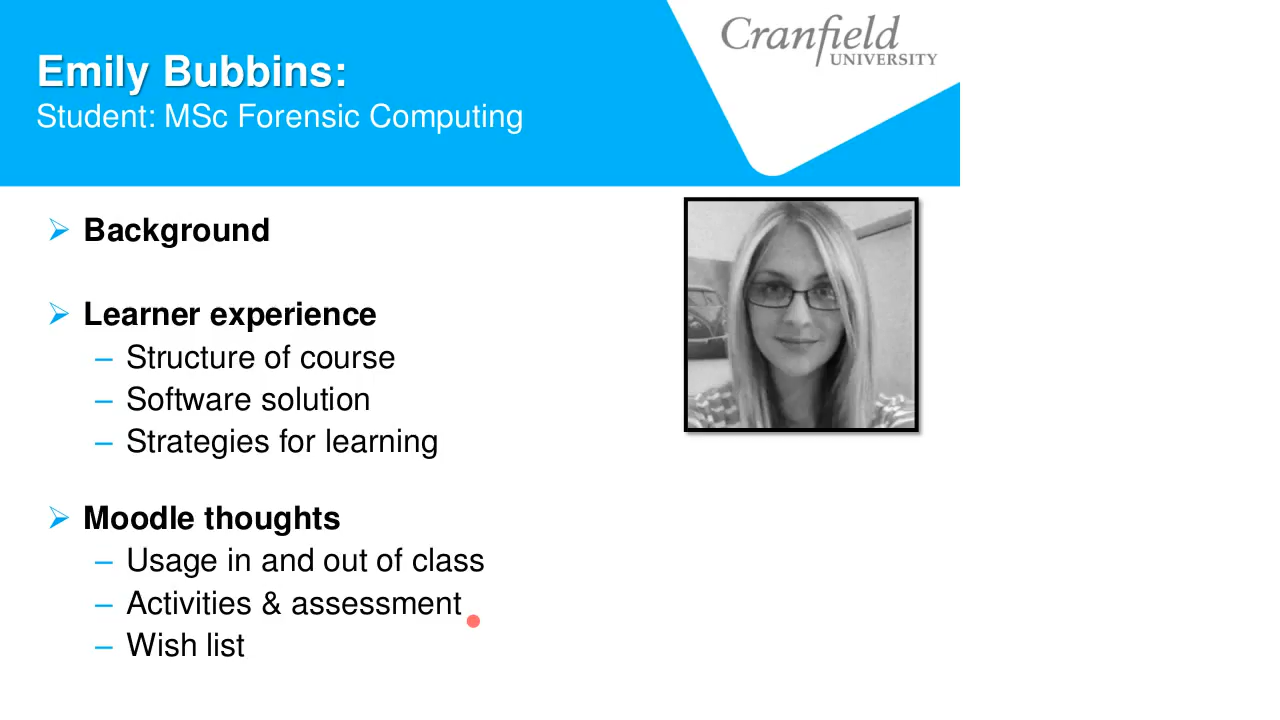 Cranfield
UNIVERSITY
Emily Bubbins:
Student: MSc Forensic Computing
➢ Background
➢ Learner experience
– Structure of course
– Software solution
– Strategies for learning
➢ Moodle thoughts
– Usage in and out of class
– Activities & assessment
– Wish list